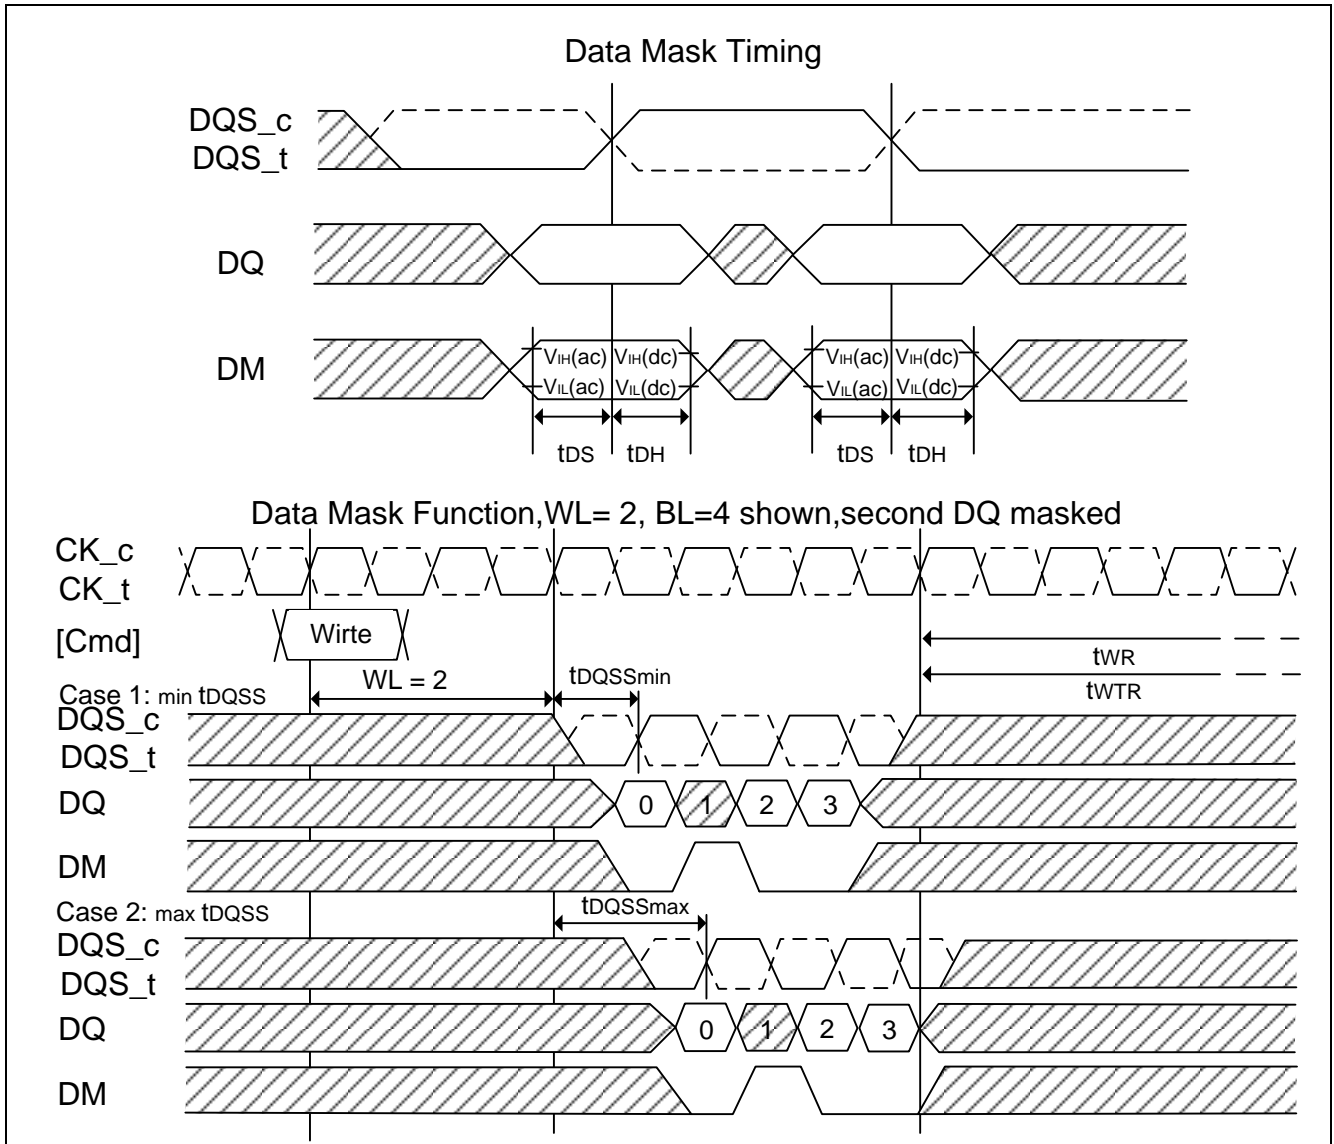 Data Mask Timing
DQS_c
DQS_t
DQ
DM
VIH(ac) VIH(dc) VIH(ac) VIH(dc)
VIL(ac) VIL(dc) VIL(ac) VIL(dc)
tDS tDH tDS tDH
Data Mask Function,WL= 2, BL=4 shown,second DQ masked
CK_c
CK_t
[Cmd] Wirte
tWR
WL = 2 tDQSSmin tWTR
Case 1: min tDQSS
DQS_c
DQS_t
DQ 0 1 2 3
DM
Case 2: max tDQSS tDQSSmax
DQS_c
DQS_t
DQ 0 1 2 3
DM